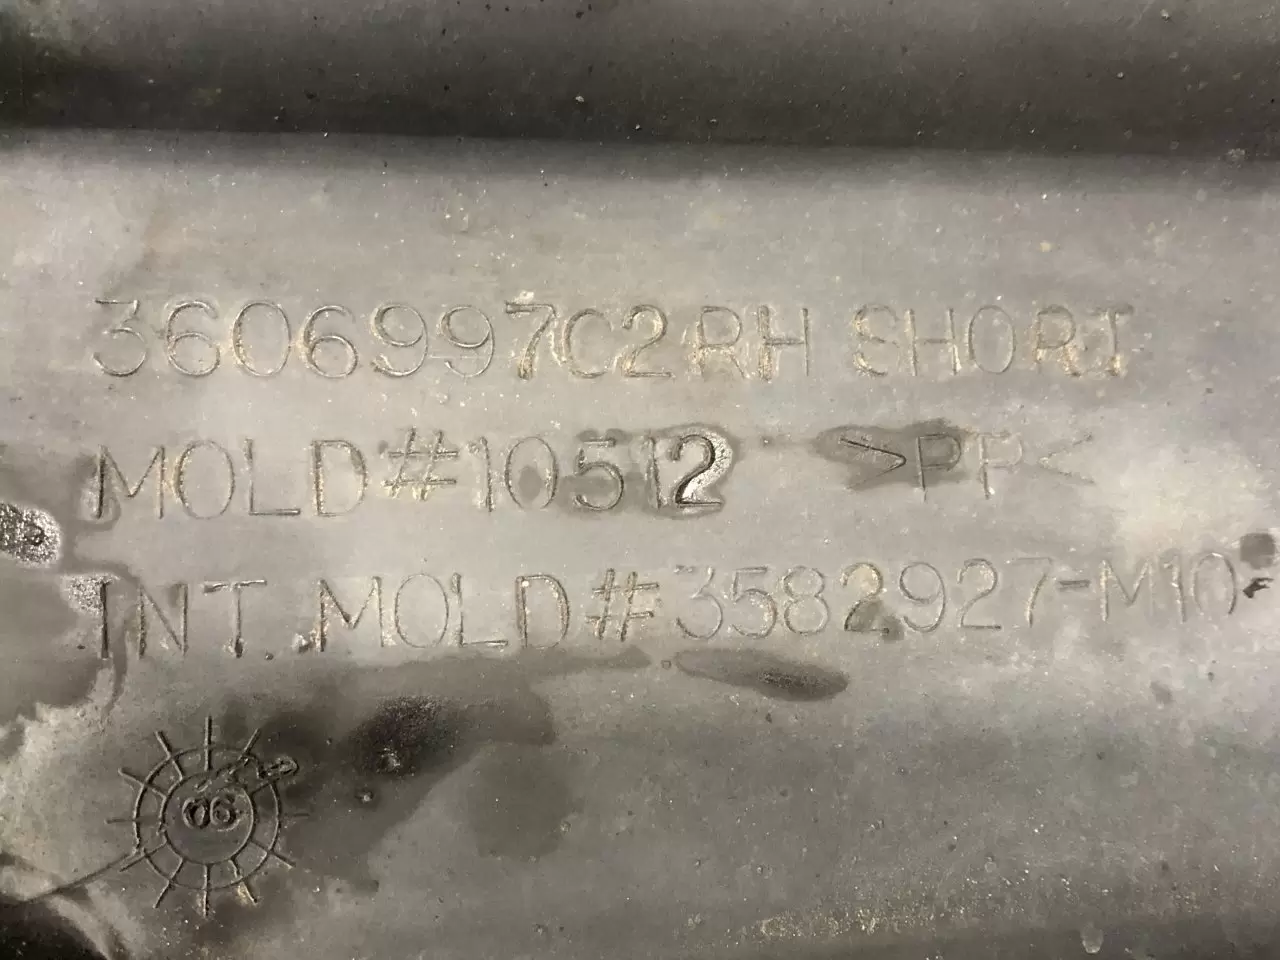 3606997C2 RH SHORT
MOLD #10512 >PP<
INT. MOLD # 3582927-M10
06